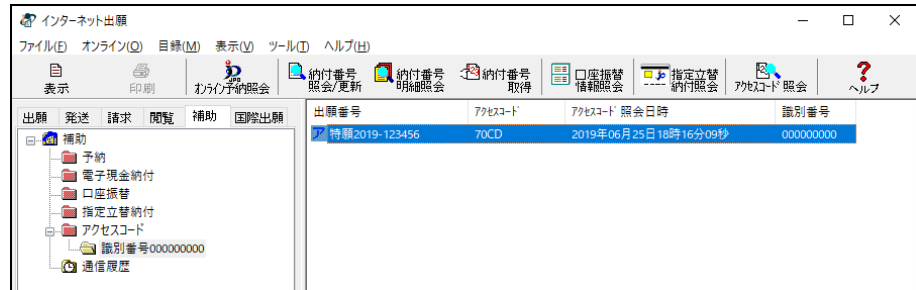 インターネット出願
ファイル(F) オンライン(O) 目録(M) 表示(V) ツール(T) ヘルプ(H)
表示 印刷 オンライン予納照会 納付番号照会/更新 納付番号明細照会 納付番号取得 口座振替情報照会 指定立替納付照会 アクセスコード照会 ヘルプ
出願 発送 請求 閲覧 補助 国際出願
補助
予納
電子現金納付
口座振替
指定立替納付
アクセスコード
識別番号000000000
通信履歴
出願番号 アクセスコード アクセスコード照会日時 識別番号
ア 特願2019-123456 70CD 2019年06月25日18時16分09秒 000000000